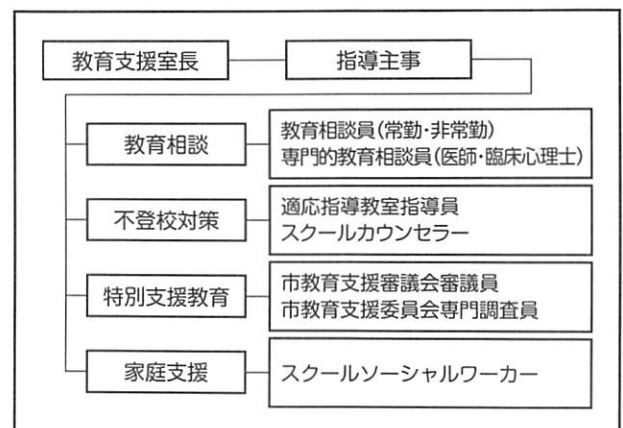 教育支援室長
指導主事
教育相談
教育相談員(常勤・非常勤)
専門的教育相談員(医師・臨床心理士)
不登校対策
適応指導教室指導員
スクールカウンセラー
特別支援教育
市教育支援審議会審議員
市教育支援委員会専門調査員
家庭支援
スクールソーシャルワーカー